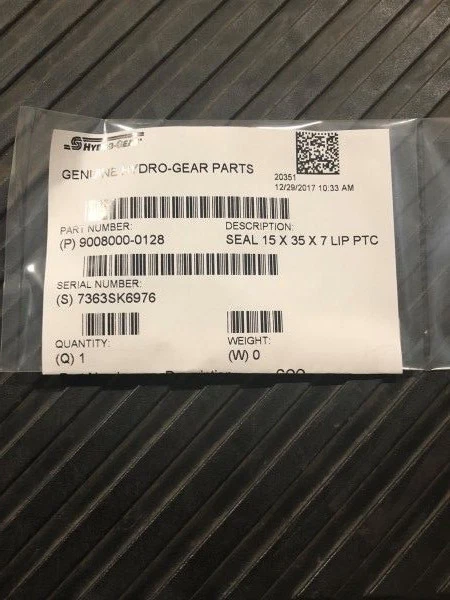 HYDRO-GEAR
GENUINE HYDRO-GEAR PARTS
20351
12/29/2017 10:33 AM
PART NUMBER:
(P) 9008000-0128
DESCRIPTION:
SEAL 15 X 35 X 7 LIP PTC
SERIAL NUMBER:
(S) 7363SK6976
QUANTITY:
(Q) 1
WEIGHT:
(W) 0